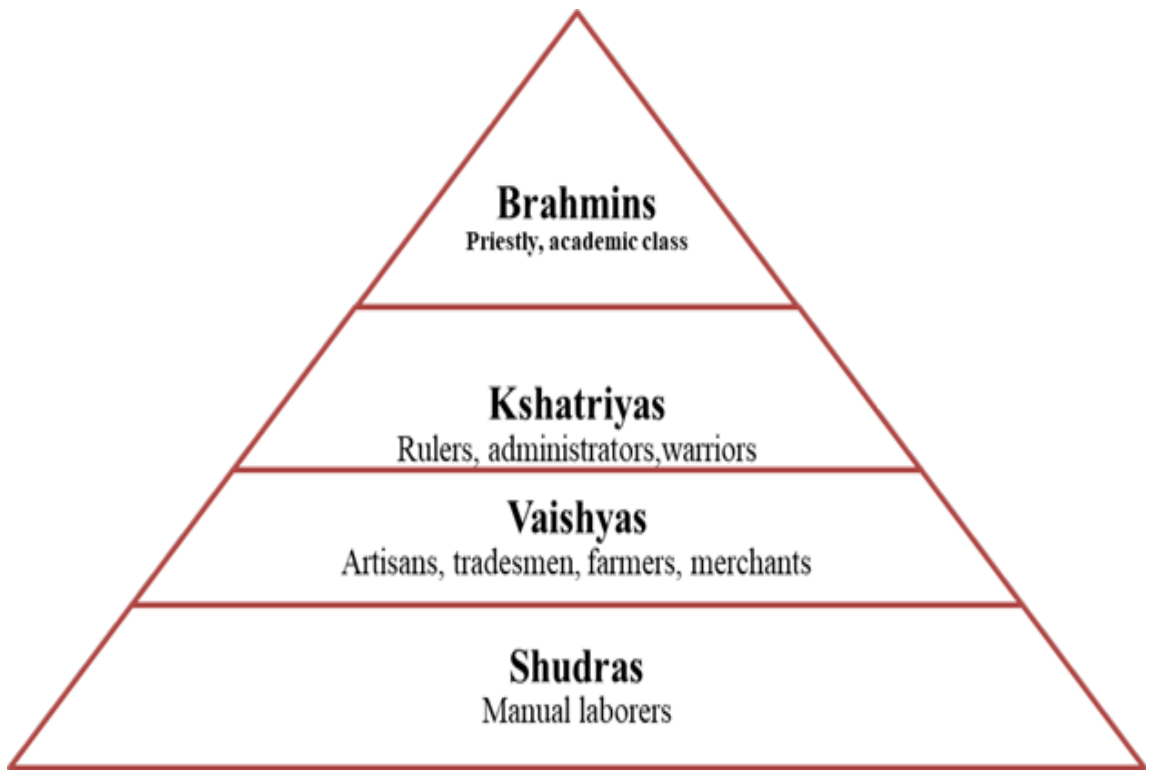 Brahmins
Priestly, academic class
Kshatriyas
Rulers, administrators,warriors
Vaishyas
Artisans, tradesmen, farmers, merchants
Shudras
Manual laborers